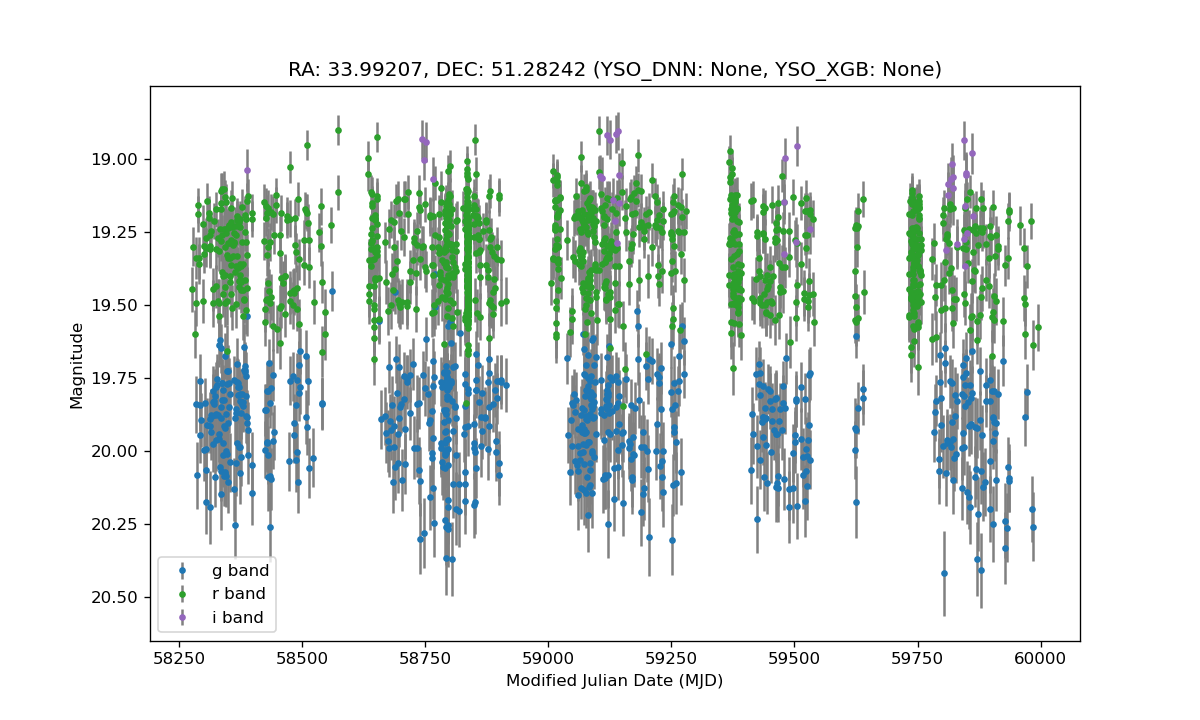 RA: 33.99207, DEC: 51.28242 (YSO_DNN: None, YSO_XGB: None)
Magnitude
19.00
19.25
19.50
19.75
20.00
20.25
20.50
g band
r band
i band
58250 58500 58750 59000 59250 59500 59750 60000
Modified Julian Date (MJD)